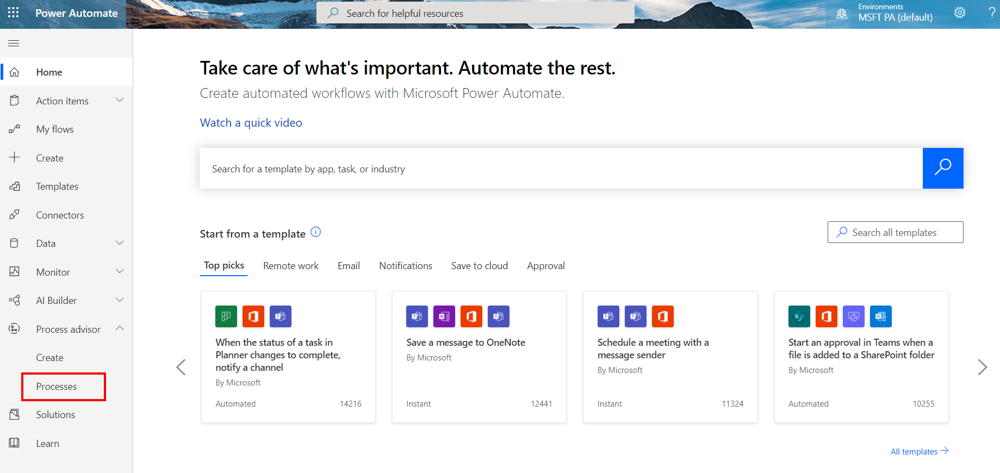 Power Automate
Search for helpful resources
Environments
MSFT PA (default)
?
Home
Action items
My flows
Create
Templates
Connectors
Data
Monitor
AI Builder
Process advisor
Create
Processes
Solutions
Learn
Take care of what's important. Automate the rest.
Create automated workflows with Microsoft Power Automate.
Watch a quick video
Search for a template by app, task, or industry
Start from a template
Search all templates
Top picks Remote work Email Notifications Save to cloud Approval
When the status of a task in
Planner changes to complete,
notify a channel
By Microsoft
Automated 14216
Save a message to OneNote
By Microsoft
Instant 12441
Schedule a meeting with a
message sender
By Microsoft
Instant 11324
Start an approval in Teams when a
file is added to a SharePoint folder
By Microsoft
Automated 10255
All templates